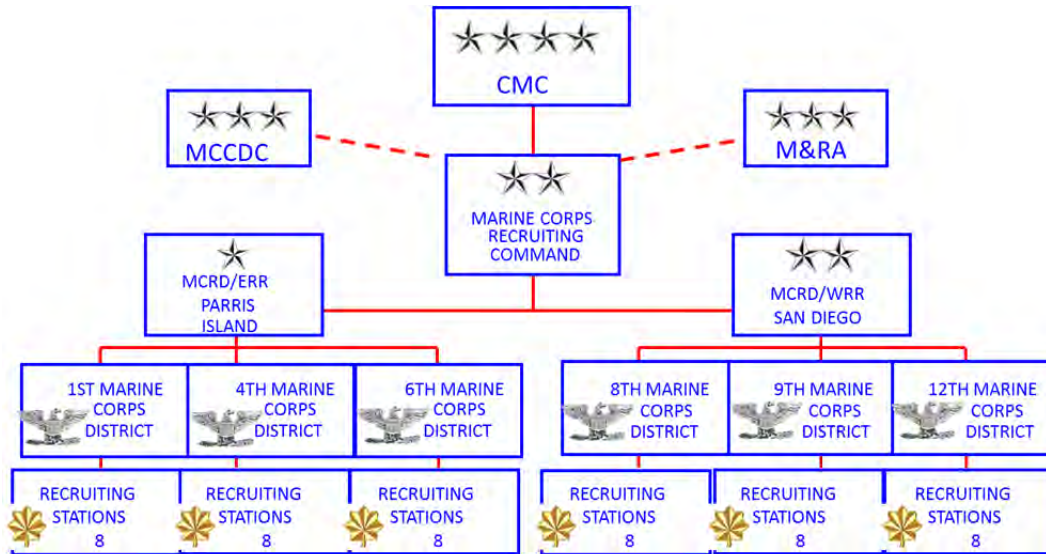 CMC
MCCDC
M&RA
MARINE CORPS
RECRUITING
COMMAND
MCRD/ERR
PARRIS
ISLAND
MCRD/WRR
SAN DIEGO
1ST MARINE
CORPS
DISTRICT
4TH MARINE
CORPS
DISTRICT
6TH MARINE
CORPS
DISTRICT
8TH MARINE
CORPS
DISTRICT
9TH MARINE
CORPS
DISTRICT
12TH MARINE
CORPS
DISTRICT
RECRUITING
STATIONS
8
RECRUITING
STATIONS
8
RECRUITING
STATIONS
8
RECRUITING
STATIONS
8
RECRUITING
STATIONS
8
RECRUITING
STATIONS
8